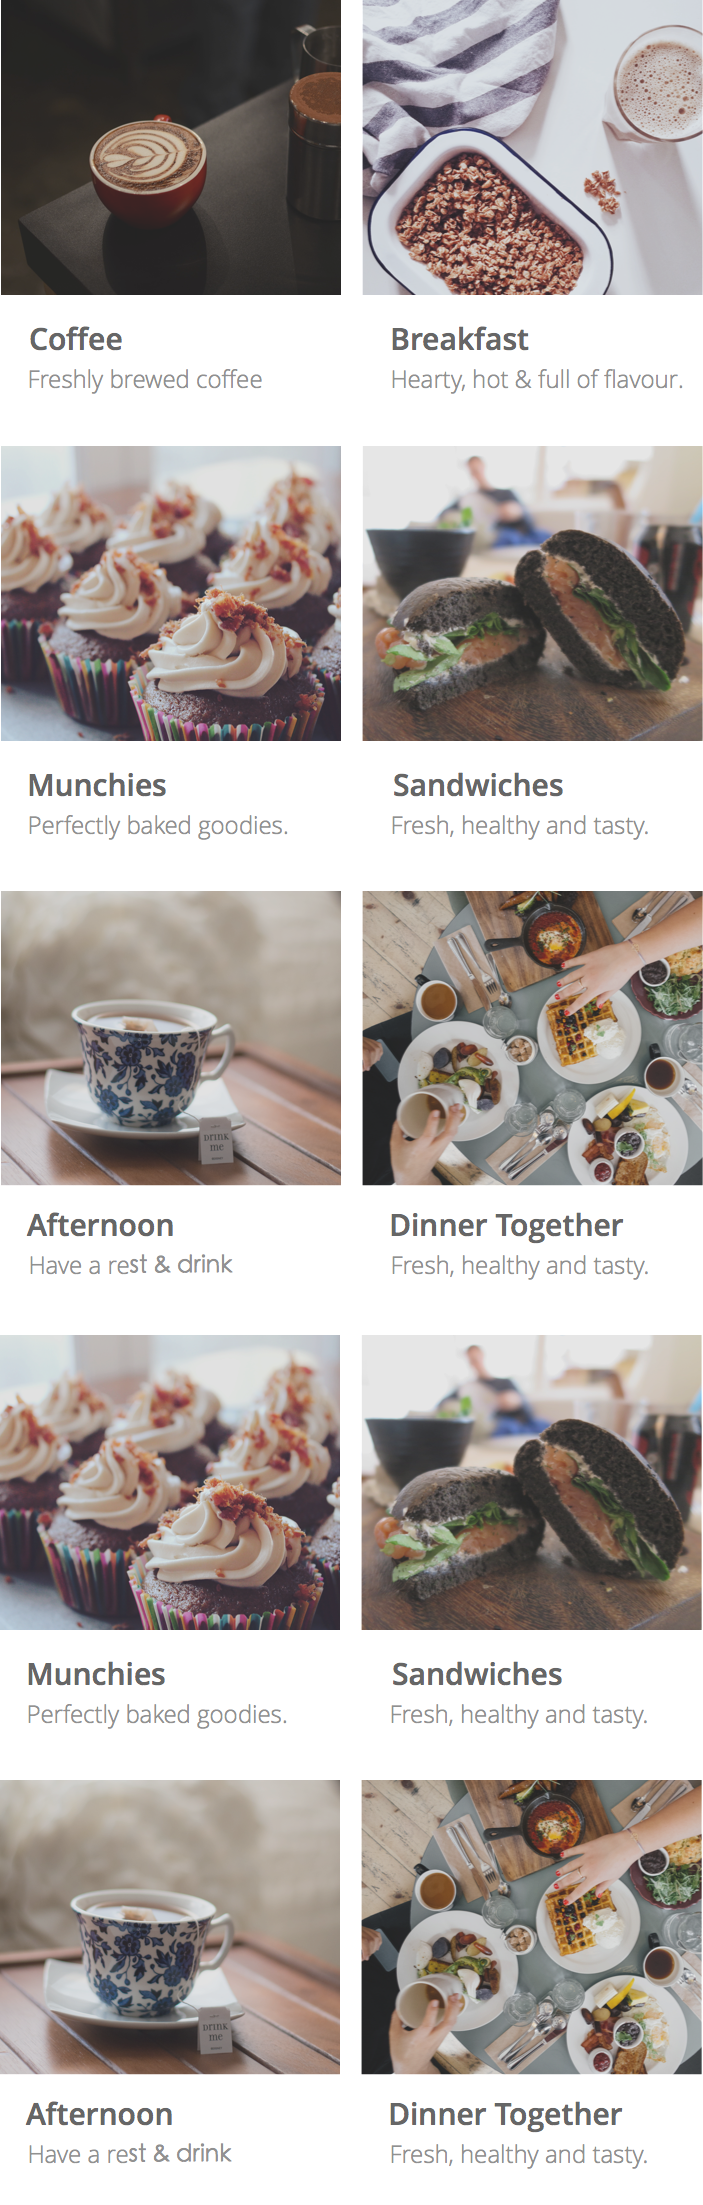 Coffee
Freshly brewed coffee
Breakfast
Hearty, hot & full of flavour.
Munchies
Perfectly baked goodies.
Sandwiches
Fresh, healthy and tasty.
DRINK
me
Afternoon
Have a rest & drink
Dinner Together
Fresh, healthy and tasty.
Munchies
Perfectly baked goodies.
Sandwiches
Fresh, healthy and tasty.
DRINK
me
Afternoon
Have a rest & drink
Dinner Together
Fresh, healthy and tasty.